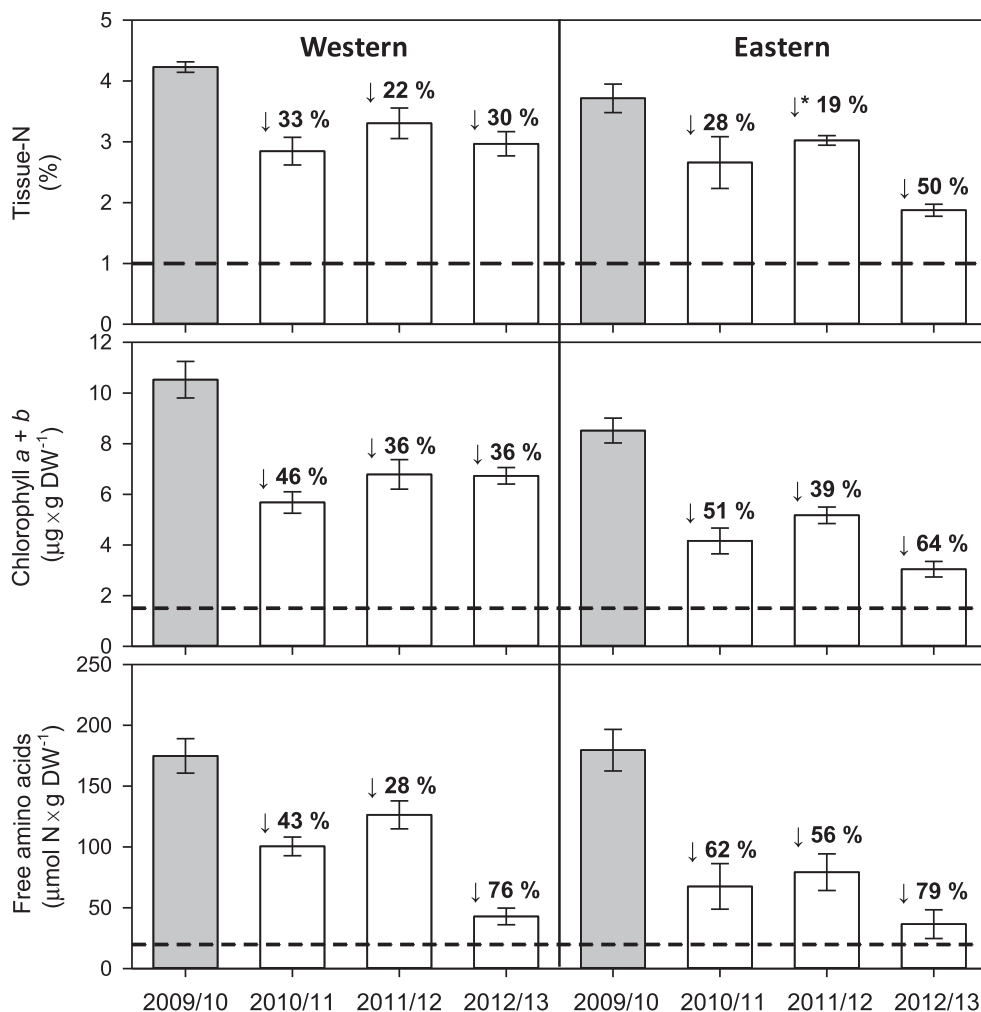 Western
Eastern
Tissue-N
(%)
5
4
3
2
1
0
↓ 33 %
↓ 22 %
↓ 30 %
↓ 28 %
↓* 19 %
↓ 50 %
Chlorophyll a + b
(µg × g DW-1)
12
10
8
6
4
2
0
↓ 46 %
↓ 36 %
↓ 36 %
↓ 51 %
↓ 39 %
↓ 64 %
Free amino acids
(µmol N × g DW-1)
250
200
150
100
50
0
↓ 43 %
↓ 28 %
↓ 76 %
↓ 62 %
↓ 56 %
↓ 79 %
2009/10 2010/11 2011/12 2012/13 2009/10 2010/11 2011/12 2012/13